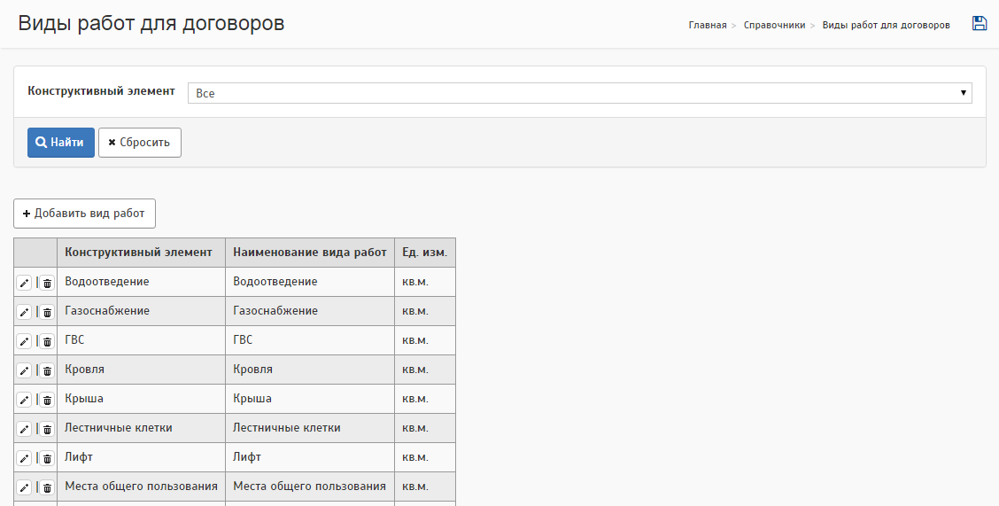 Виды работ для договоров
Главная > Справочники > Виды работ для договоров
Конструктивный элемент Все
Найти Сбросить
Добавить вид работ
Конструктивный элемент Наименование вида работ Ед. изм.
Водоотведение Водоотведение кв.м.
Газоснабжение Газоснабжение кв.м.
ГВС ГВС кв.м.
Кровля Кровля кв.м.
Крыша Крыша кв.м.
Лестничные клетки Лестничные клетки кв.м.
Лифт Лифт кв.м.
Места общего пользования Места общего пользования кв.м.